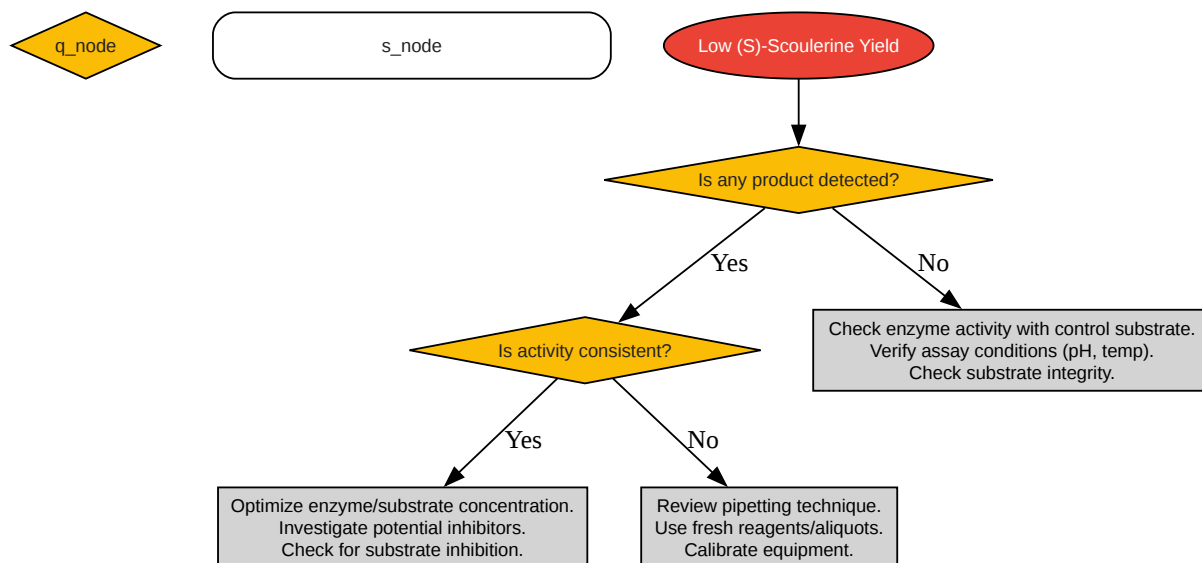 q_node
s_node
Low (S)-Scoulerine Yield
Is any product detected?
Yes
No
Is activity consistent?
Check enzyme activity with control substrate.
Verify assay conditions (pH, temp).
Check substrate integrity.
Yes
No
Optimize enzyme/substrate concentration.
Investigate potential inhibitors.
Check for substrate inhibition.
Review pipetting technique.
Use fresh reagents/aliquots.
Calibrate equipment.